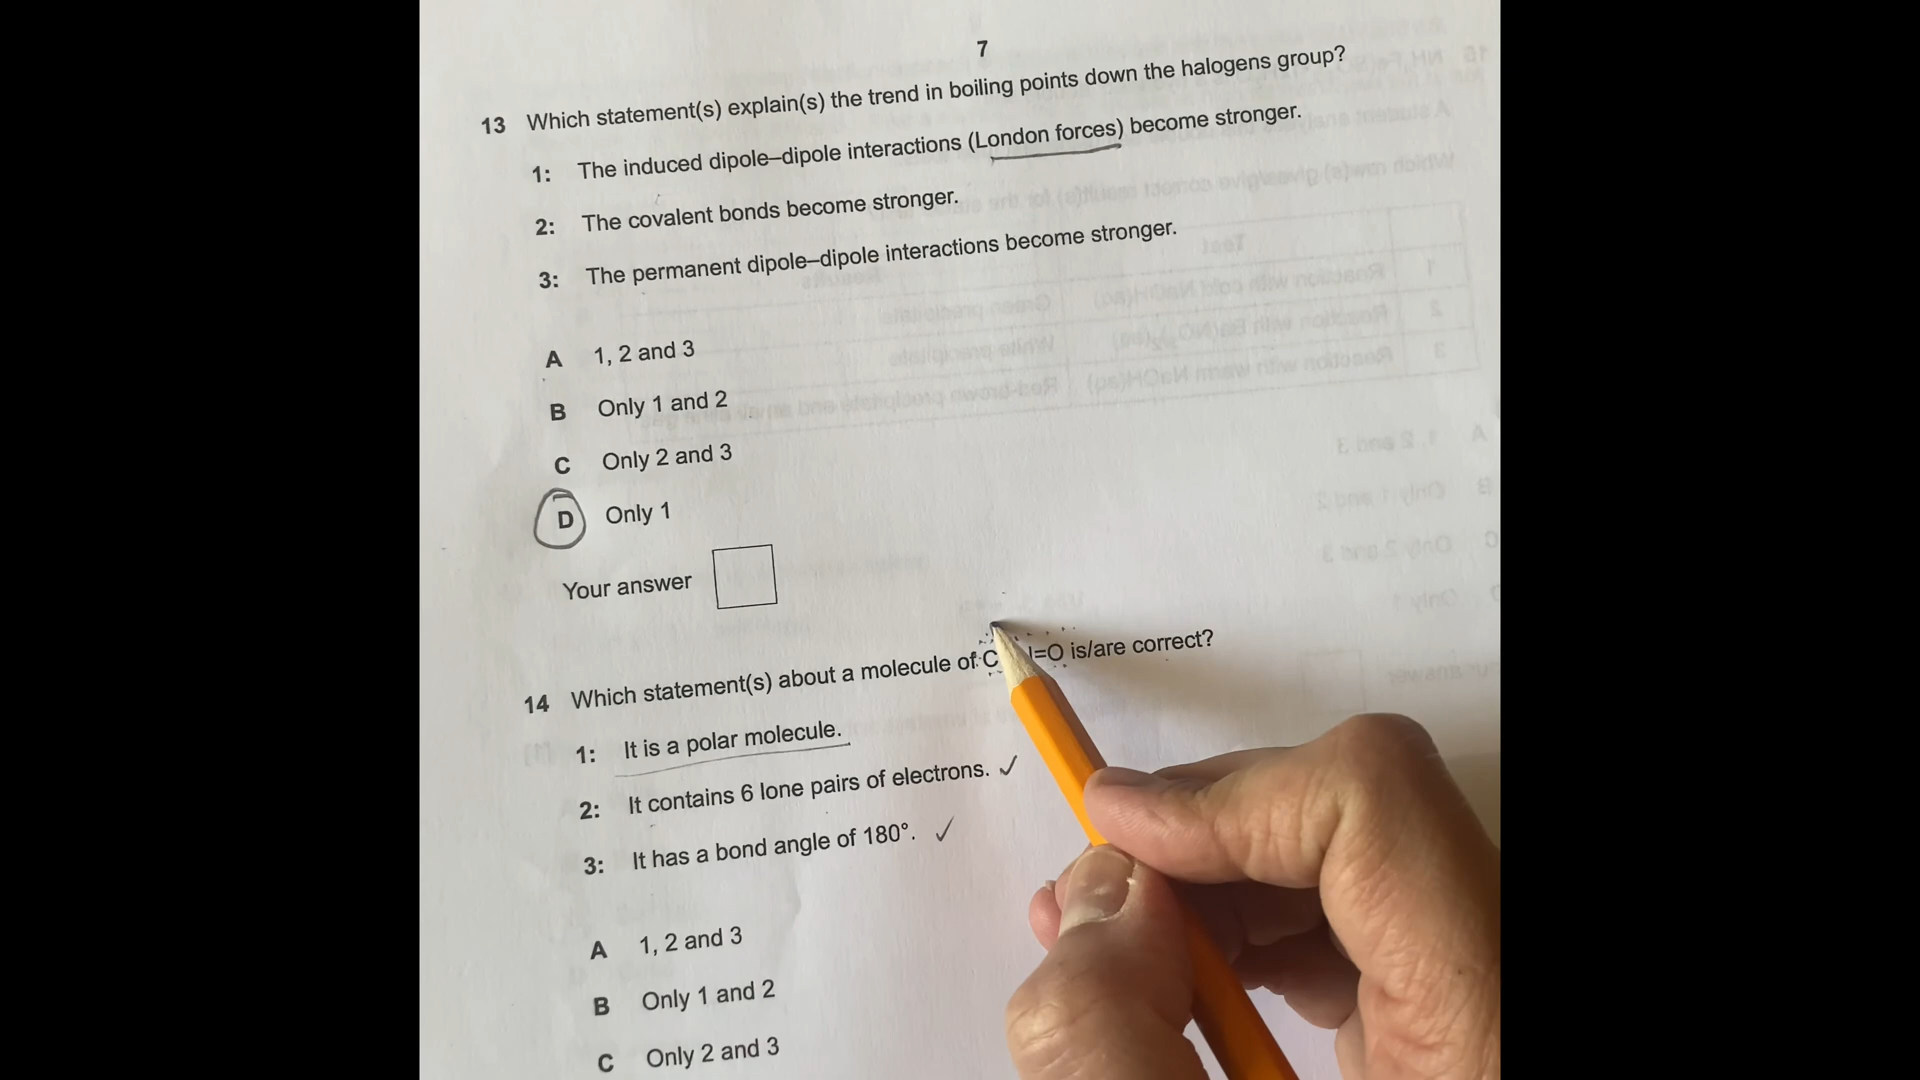 7
13 Which statement(s) explain(s) the trend in boiling points down the halogens group?
1: The induced dipole–dipole interactions (London forces) become stronger.
2: The covalent bonds become stronger.
3: The permanent dipole–dipole interactions become stronger.
A 1, 2 and 3
B Only 1 and 2
C Only 2 and 3
D Only 1
Your answer
14 Which statement(s) about a molecule of C =O is/are correct?
1: It is a polar molecule.
2: It contains 6 lone pairs of electrons. ✓
3: It has a bond angle of 180°. ✓
A 1, 2 and 3
B Only 1 and 2
C Only 2 and 3